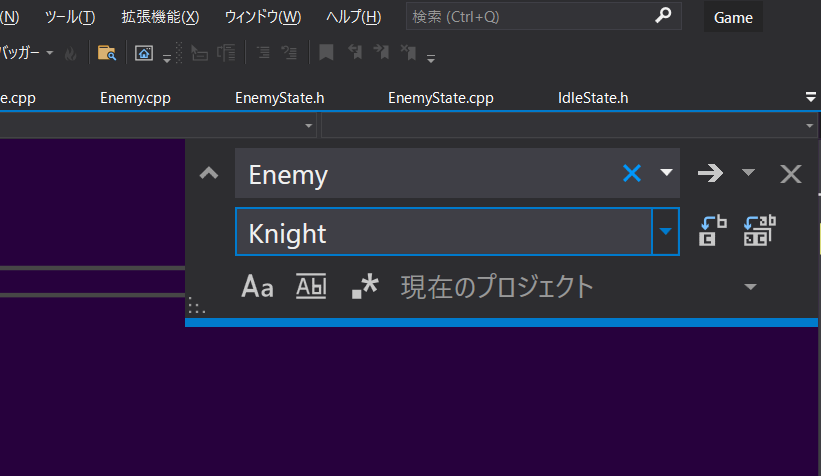 (N) ツール(T) 拡張機能(X) ウィンドウ(W) ヘルプ(H) 検索 (Ctrl+Q) Game
バッガー
e.cpp Enemy.cpp EnemyState.h EnemyState.cpp IdleState.h
Enemy
Knight
Aa Abl .* 現在のプロジェクト